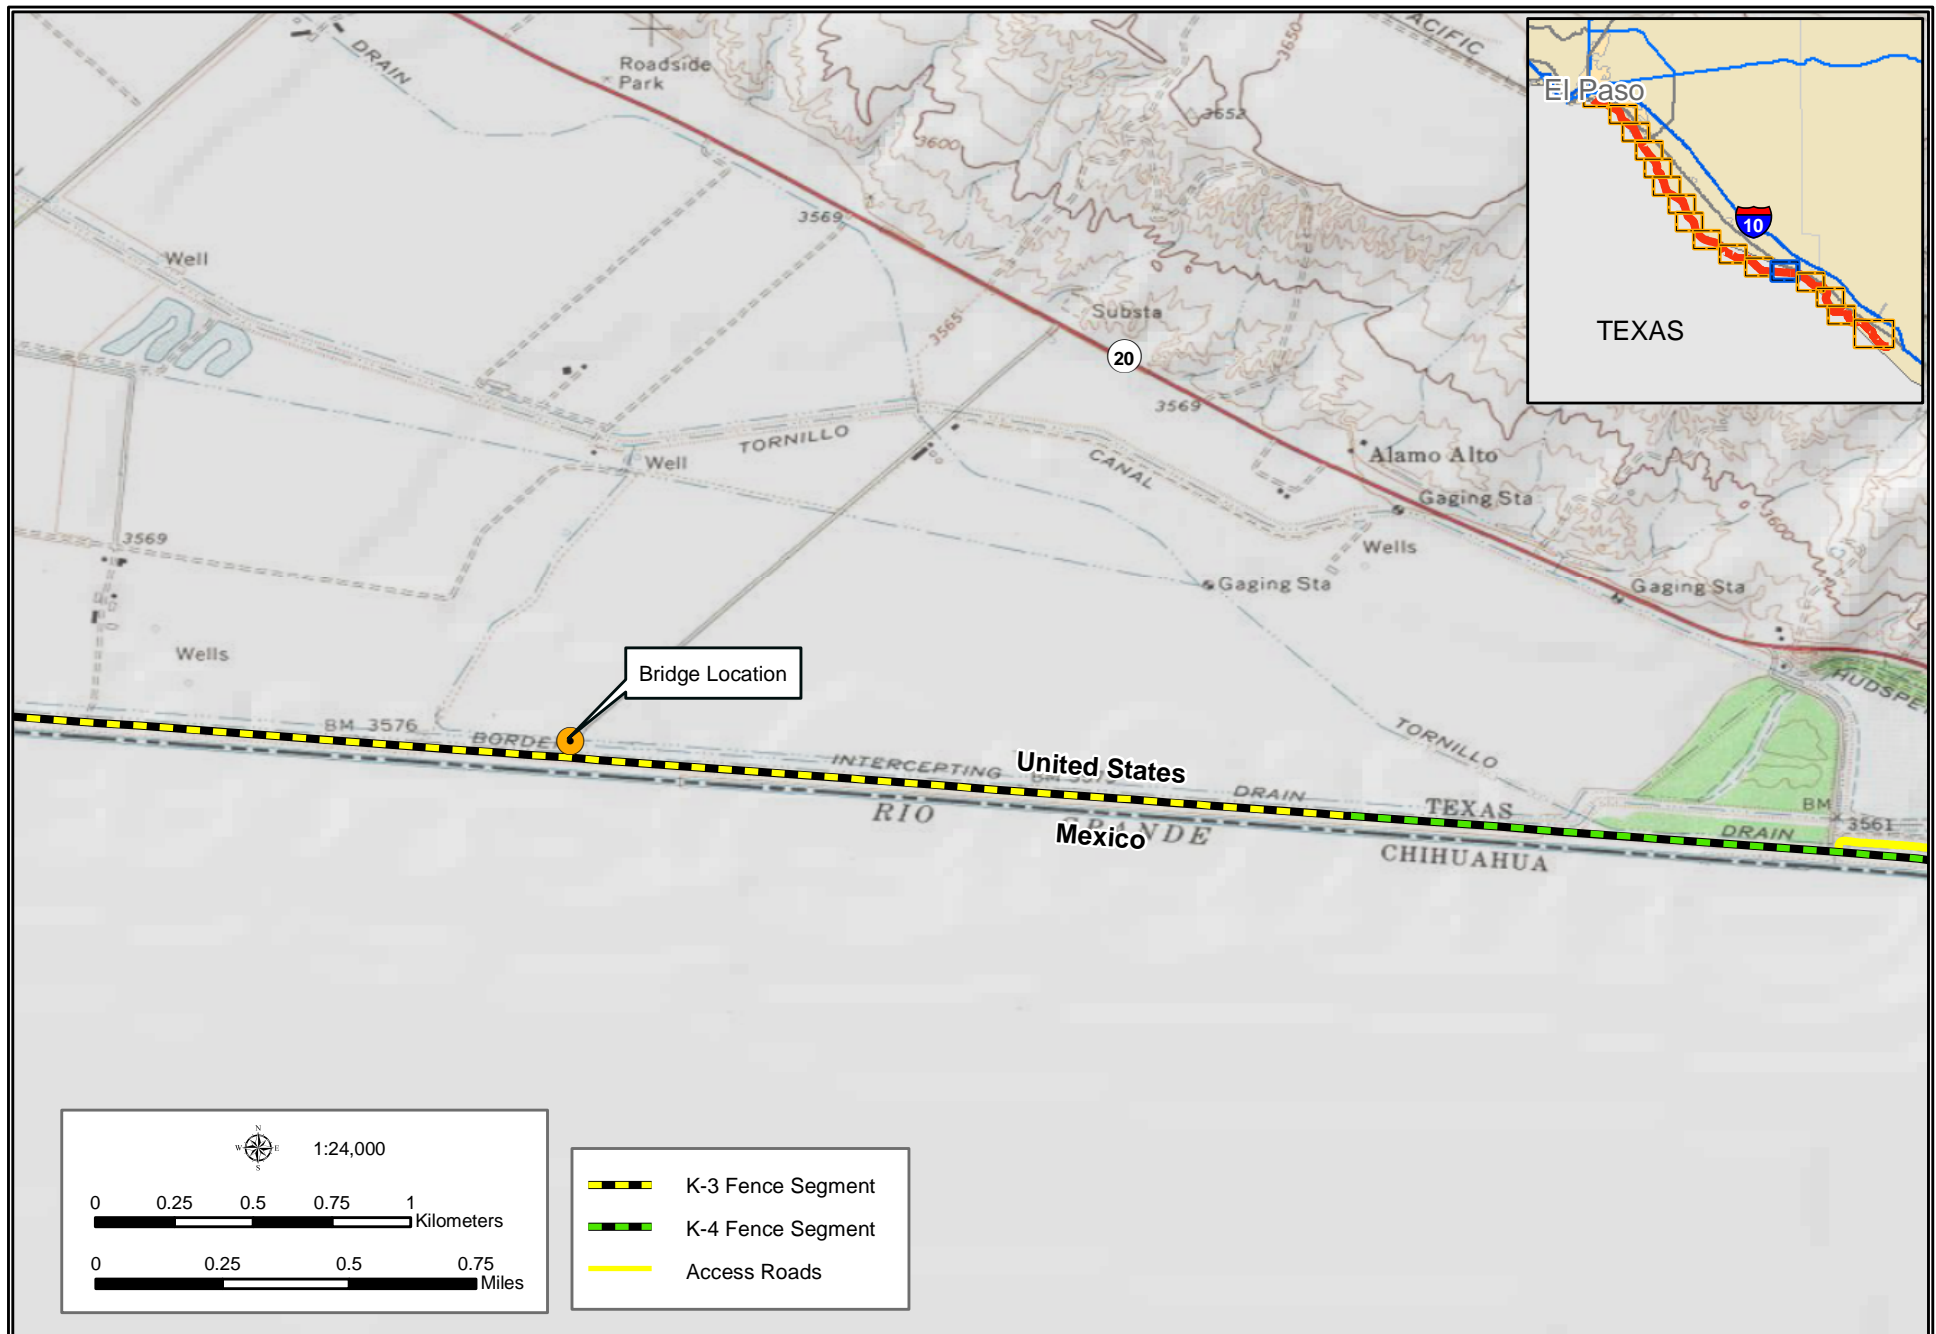 DRAIN
Roadside
Park
ACIFIC
3650
3652
3600
El Paso
10
TEXAS
3569
Well
3565
Substa
20
3569
TORNILLO
CANAL
Alamo Alto
Well
Gaging Sta
3600
3569
Wells
Gaging Sta
Gaging Sta
Wells
Bridge Location
HUDSPE
BM 3576
BORDE
INTERCEPTING
United States
DRAIN
TORNILLO
TEXAS
BM
3561
DRAIN
RIO
GRANDE
Mexico
CHIHUAHUA
N
W E
S
1:24,000
0 0.25 0.5 0.75 1
Kilometers
0 0.25 0.5 0.75
Miles
K-3 Fence Segment
K-4 Fence Segment
Access Roads